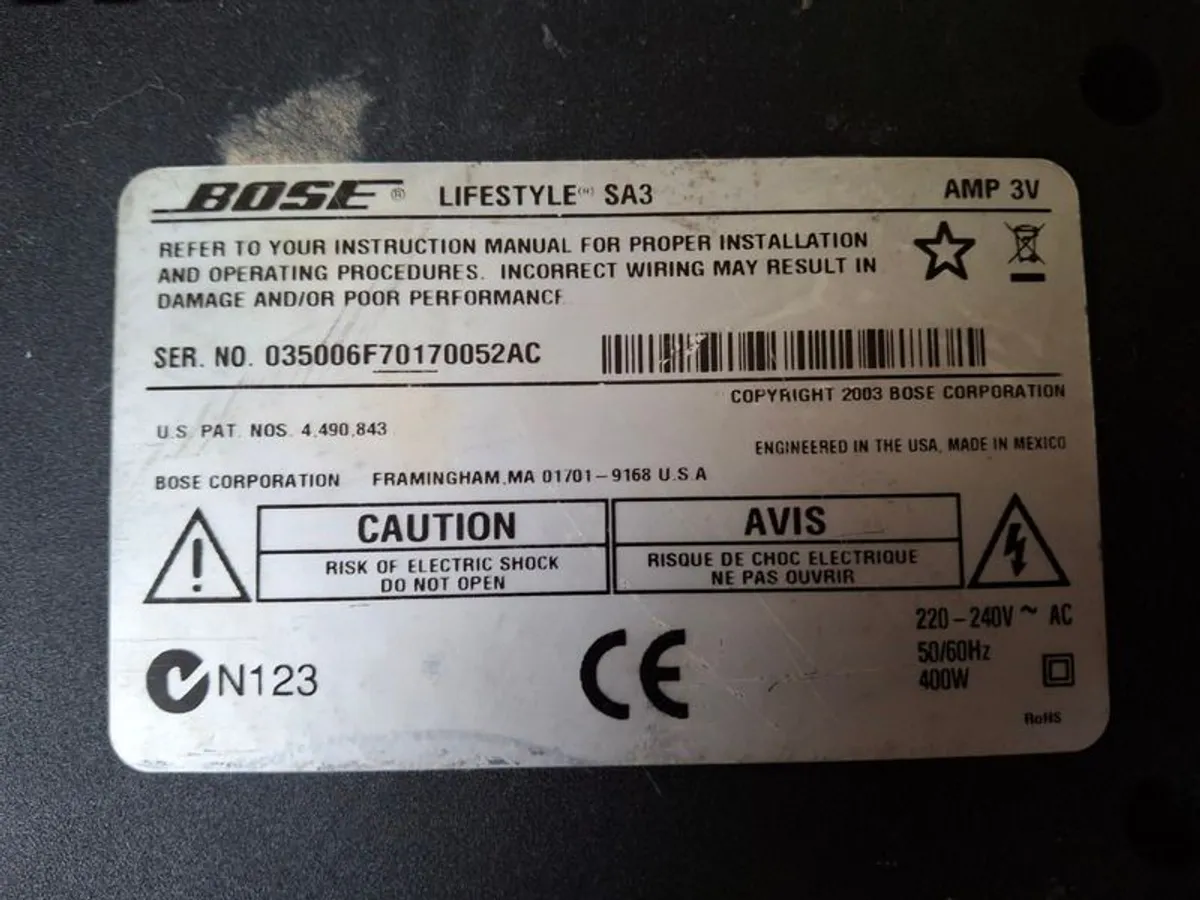 BOSE® LIFESTYLE® SA3 AMP 3V
REFER TO YOUR INSTRUCTION MANUAL FOR PROPER INSTALLATION
AND OPERATING PROCEDURES. INCORRECT WIRING MAY RESULT IN
DAMAGE AND/OR POOR PERFORMANCE
SER. NO. 035006F70170052AC
COPYRIGHT 2003 BOSE CORPORATION
U.S. PAT. NOS. 4,490,843
ENGINEERED IN THE USA, MADE IN MEXICO
BOSE CORPORATION FRAMINGHAM, MA 01701-9168 U.S.A
CAUTION
RISK OF ELECTRIC SHOCK
DO NOT OPEN
AVIS
RISQUE DE CHOC ELECTRIQUE
NE PAS OUVRIR
220-240V ~ AC
50/60Hz
400W
N123
CE
RoHS